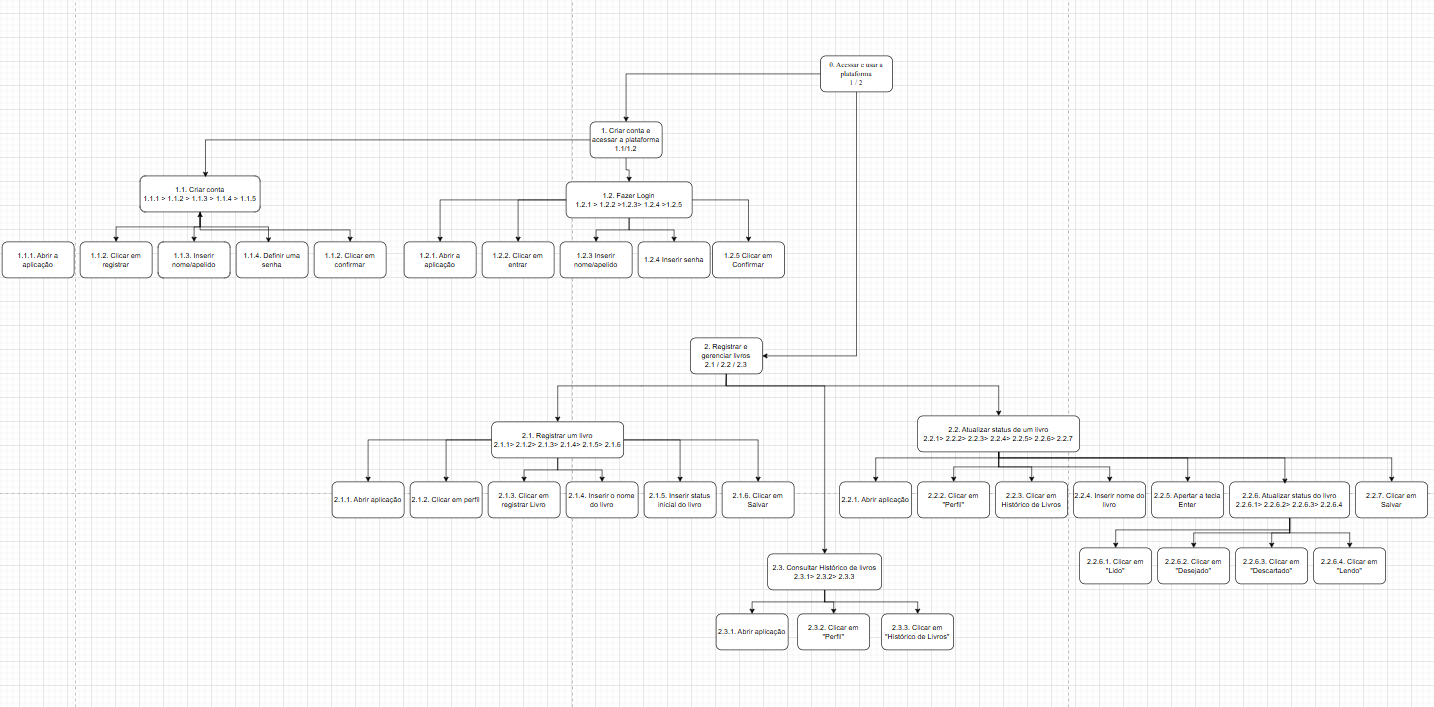 0. Acessar e usar a
plataforma
1 / 2
1. Criar conta e
acessar a plataforma
1.1/1.2
1.1. Criar conta
1.1.1 > 1.1.2 > 1.1.3 > 1.1.4 > 1.1.5
1.2. Fazer Login
1.2.1 > 1.2.2 >1.2.3> 1.2.4 >1.2.5
1.1.1. Abrir a
aplicação
1.1.2. Clicar em
registrar
1.1.3. Inserir
nome/apelido
1.1.4. Definir uma
senha
1.1.2. Clicar em
confirmar
1.2.1. Abrir a
aplicação
1.2.2. Clicar em
entrar
1.2.3 Inserir
nome/apelido
1.2.4 Inserir senha
1.2.5 Clicar em
Confirmar
2. Registrar e
gerenciar livros
2.1 / 2.2 / 2.3
2.1. Registrar um livro
2.1.1> 2.1.2> 2.1.3> 2.1.4> 2.1.5> 2.1.6
2.2. Atualizar status de um livro
2.2.1> 2.2.2> 2.2.3> 2.2.4> 2.2.5> 2.2.6> 2.2.7
2.1.1. Abrir aplicação
2.1.2. Clicar em perfil
2.1.3. Clicar em
registrar Livro
2.1.4. Inserir o nome
do livro
2.1.5. Inserir status
inicial do livro
2.1.6. Clicar em
Salvar
2.2.1. Abrir aplicação
2.2.2. Clicar em
"Perfil"
2.2.3. Clicar em
Histórico de Livros
2.2.4. Inserir nome do
livro
2.2.5. Apertar a tecla
Enter
2.2.6. Atualizar status do livro
2.2.6.1> 2.2.6.2> 2.2.6.3> 2.2.6.4
2.2.7. Clicar em
Salvar
2.2.6.1. Clicar em
"Lido"
2.2.6.2. Clicar em
"Desejado"
2.2.6.3. Clicar em
"Descartado"
2.2.6.4. Clicar em
"Lendo"
2.3. Consultar Histórico de livros
2.3.1> 2.3.2> 2.3.3
2.3.1. Abrir aplicação
2.3.2. Clicar em
"Perfil"
2.3.3. Clicar em
"Histórico de Livros"